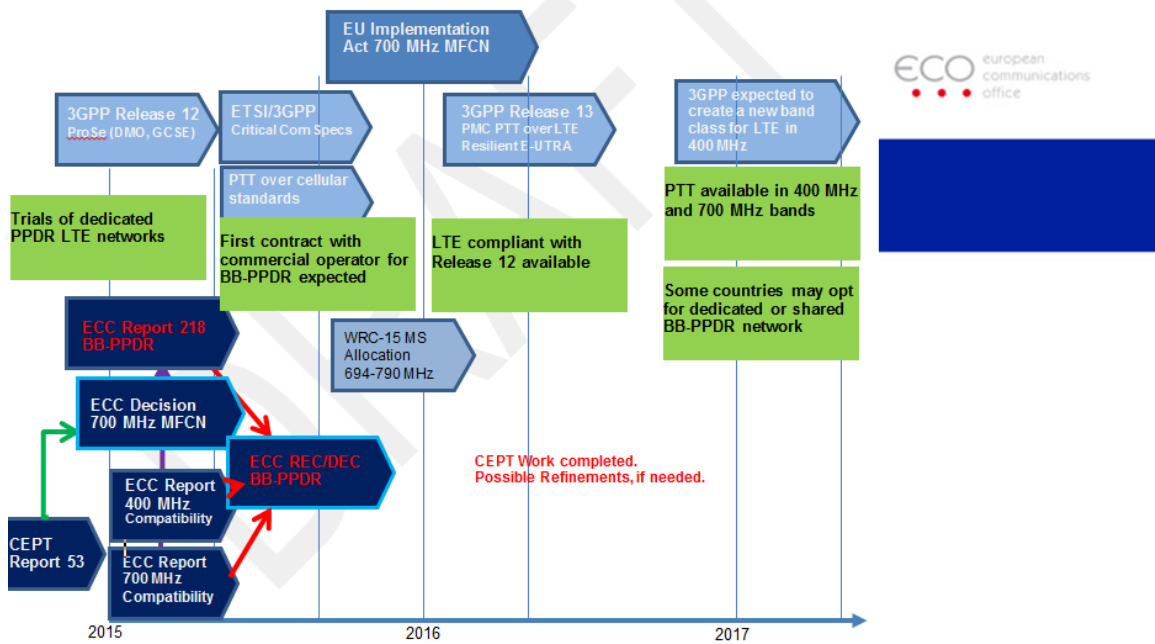 EU Implementation
Act 700 MHz MFCN
ECO
european
communications
office
3GPP Release 12
ProSe (DMO, GCSE)
ETSI/3GPP
Critical Com Specs
3GPP Release 13
PMC PTT over LTE
Resilient E-UTRA
3GPP expected to
create a new band
class for LTE in
400 MHz
PTT over cellular
standards
Trials of dedicated
PPDR LTE networks
First contract with
commercial operator for
BB-PPDR expected
LTE compliant with
Release 12 available
PTT available in 400 MHz
and 700 MHz bands
Some countries may opt
for dedicated or shared
BB-PPDR network
ECC Report 218
BB-PPDR
WRC-15 MS
Allocation
694-790 MHz
ECC Decision
700 MHz MFCN
ECC REC/DEC
BB-PPDR
CEPT Work completed.
Possible Refinements, if needed.
ECC Report
400 MHz
Compatibility
CEPT
Report 53
ECC Report
700 MHz
Compatibility
2015
2016
2017
DRAFT